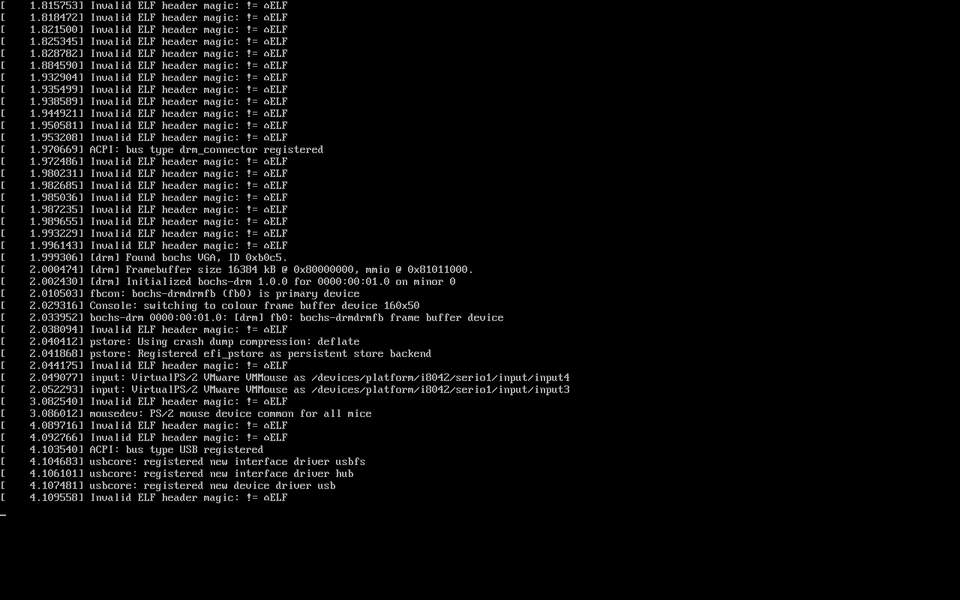 [    1.815753] Invalid ELF header magic: != ⌂ELF
[    1.818472] Invalid ELF header magic: != ⌂ELF
[    1.821500] Invalid ELF header magic: != ⌂ELF
[    1.825345] Invalid ELF header magic: != ⌂ELF
[    1.828782] Invalid ELF header magic: != ⌂ELF
[    1.884590] Invalid ELF header magic: != ⌂ELF
[    1.932904] Invalid ELF header magic: != ⌂ELF
[    1.935499] Invalid ELF header magic: != ⌂ELF
[    1.938589] Invalid ELF header magic: != ⌂ELF
[    1.944921] Invalid ELF header magic: != ⌂ELF
[    1.950581] Invalid ELF header magic: != ⌂ELF
[    1.953208] Invalid ELF header magic: != ⌂ELF
[    1.970669] ACPI: bus type drm_connector registered
[    1.972486] Invalid ELF header magic: != ⌂ELF
[    1.980231] Invalid ELF header magic: != ⌂ELF
[    1.982685] Invalid ELF header magic: != ⌂ELF
[    1.985036] Invalid ELF header magic: != ⌂ELF
[    1.987235] Invalid ELF header magic: != ⌂ELF
[    1.989655] Invalid ELF header magic: != ⌂ELF
[    1.993229] Invalid ELF header magic: != ⌂ELF
[    1.996143] Invalid ELF header magic: != ⌂ELF
[    1.999306] [drm] Found bochs VGA, ID 0xb0c5.
[    2.000474] [drm] Framebuffer size 16384 kB @ 0x80000000, mmio @ 0x81011000.
[    2.002430] [drm] Initialized bochs-drm 1.0.0 for 0000:00:01.0 on minor 0
[    2.010503] fbcon: bochs-drmdrmfb (fb0) is primary device
[    2.029316] Console: switching to colour frame buffer device 160x50
[    2.033952] bochs-drm 0000:00:01.0: [drm] fb0: bochs-drmdrmfb frame buffer device
[    2.038094] Invalid ELF header magic: != ⌂ELF
[    2.040412] pstore: Using crash dump compression: deflate
[    2.041868] pstore: Registered efi_pstore as persistent store backend
[    2.044175] Invalid ELF header magic: != ⌂ELF
[    2.049077] input: VirtualPS/2 VMware VMMouse as /devices/platform/i8042/serio1/input/input4
[    2.052293] input: VirtualPS/2 VMware VMMouse as /devices/platform/i8042/serio1/input/input3
[    3.082540] Invalid ELF header magic: != ⌂ELF
[    3.086012] mousedev: PS/2 mouse device common for all mice
[    4.089716] Invalid ELF header magic: != ⌂ELF
[    4.092766] Invalid ELF header magic: != ⌂ELF
[    4.103540] ACPI: bus type USB registered
[    4.104683] usbcore: registered new interface driver usbfs
[    4.106101] usbcore: registered new interface driver hub
[    4.107481] usbcore: registered new device driver usb
[    4.109558] Invalid ELF header magic: != ⌂ELF